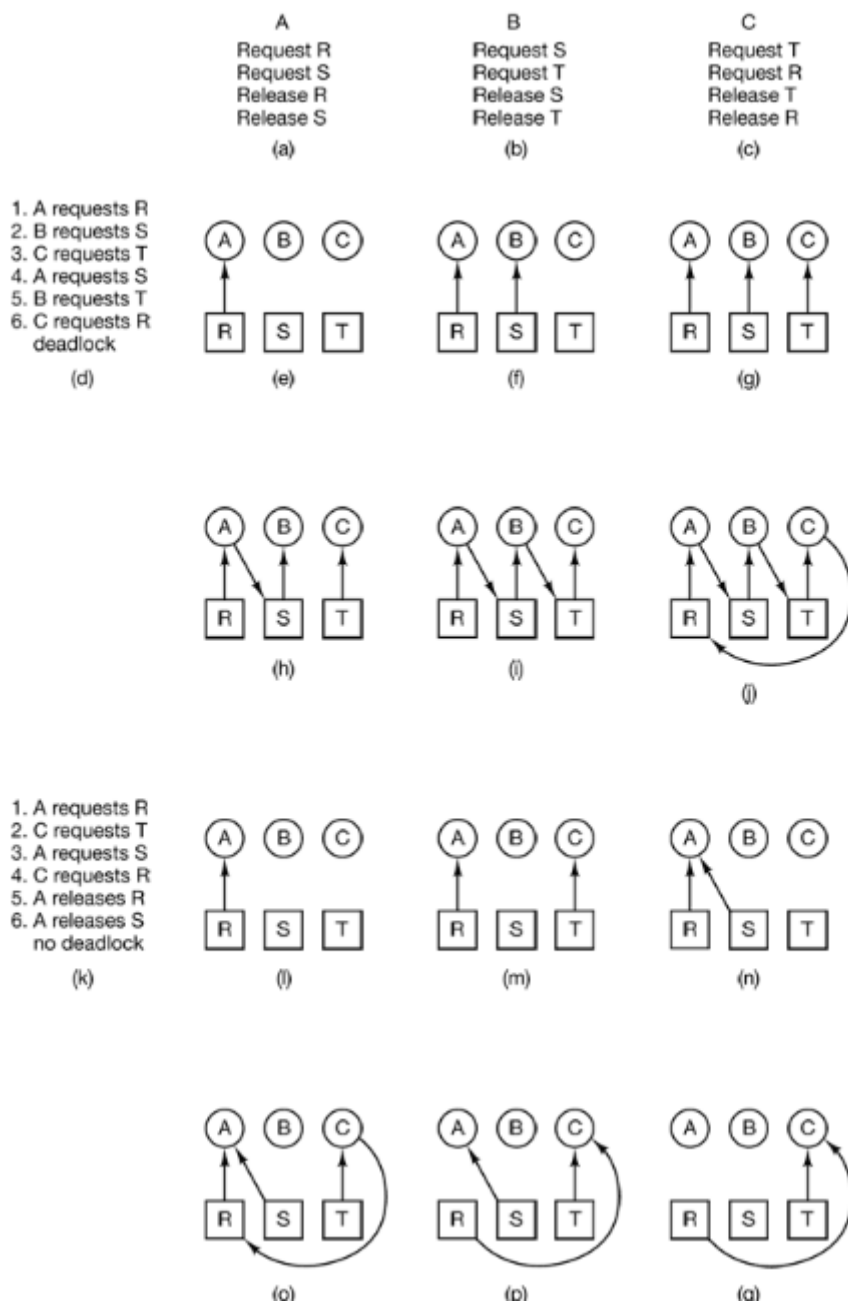 A B C
Request R Request S Request T
Request S Request T Request R
Release R Release S Release T
Release S Release T Release R
(a) (b) (c)
1. A requests R
2. B requests S
3. C requests T
4. A requests S
5. B requests T
6. C requests R
deadlock
(d)
A B C A B C A B C
R S T R S T R S T
(e) (f) (g)
A B C A B C A B C
R S T R S T R S T
(h) (i) (j)
1. A requests R
2. C requests T
3. A requests S
4. C requests R
5. A releases R
6. A releases S
no deadlock
(k)
A B C A B C A B C
R S T R S T R S T
(l) (m) (n)
A B C A B C A B C
R S T R S T R S T
(o) (p) (q)